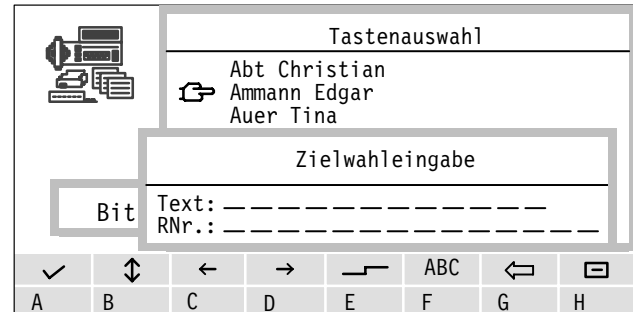 Tastenauswahl
Abt Christian
Ammann Edgar
Auer Tina
Zielwahleingabe
Bit
Text: _ _ _ _ _ _ _ _ _ _ _ _
RNr.: _ _ _ _ _ _ _ _ _ _ _ _ _ _
ABC
A B C D E F G H